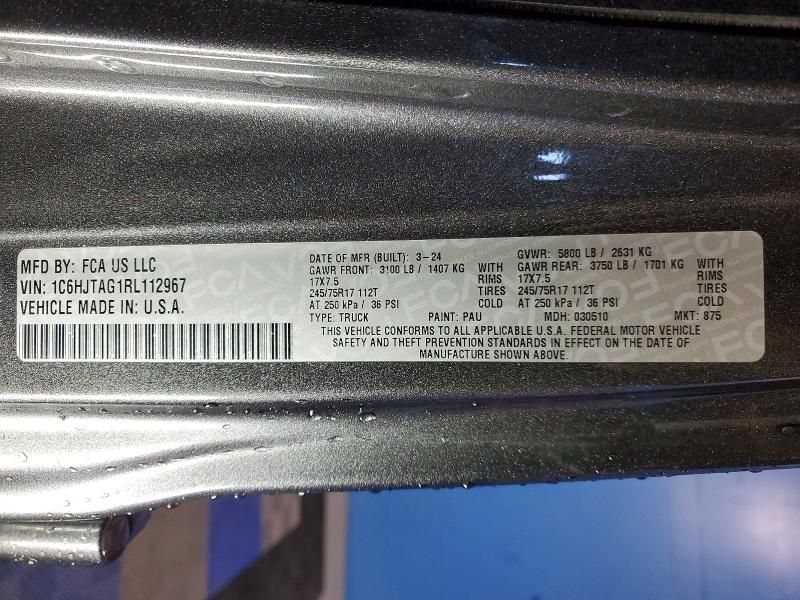 MFD BY: FCA US LLC
VIN: 1C6HJTAG1RL112967
VEHICLE MADE IN: U.S.A.
DATE OF MFR (BUILT): 3-24
GAWR FRONT: 3100 LB / 1407 KG WITH
17X7.5 RIMS
245/75R17 112T TIRES
AT 250 kPa / 36 PSI COLD
TYPE: TRUCK PAINT: PAU
GVWR: 5800 LB / 2631 KG
GAWR REAR: 3750 LB / 1701 KG WITH
17X7.5 RIMS
245/75R17 112T TIRES
AT 250 kPa / 36 PSI COLD
MDH: 030510 MKT: 875
THIS VEHICLE CONFORMS TO ALL APPLICABLE U.S.A. FEDERAL MOTOR VEHICLE
SAFETY AND THEFT PREVENTION STANDARDS IN EFFECT ON THE DATE OF
MANUFACTURE SHOWN ABOVE.